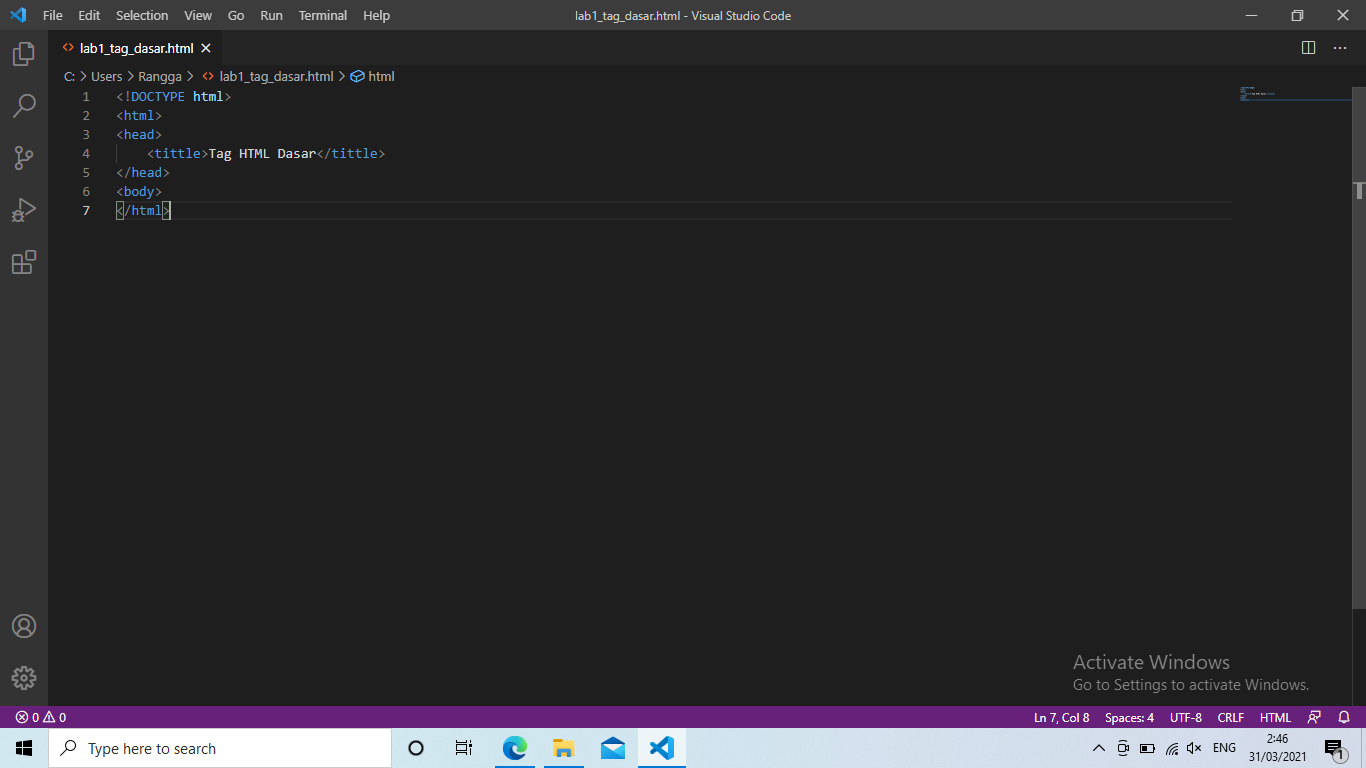 File Edit Selection View Go Run Terminal Help lab1_tag_dasar.html - Visual Studio Code
lab1_tag_dasar.html
C: > Users > Rangga > lab1_tag_dasar.html > html
1 <!DOCTYPE html>
2 <html>
3 <head>
4 <tittle>Tag HTML Dasar</tittle>
5 </head>
6 <body>
7 </html>
Activate Windows
Go to Settings to activate Windows.
0 0 Ln 7, Col 8 Spaces: 4 UTF-8 CRLF HTML
Type here to search ENG 2:46
31/03/2021 1